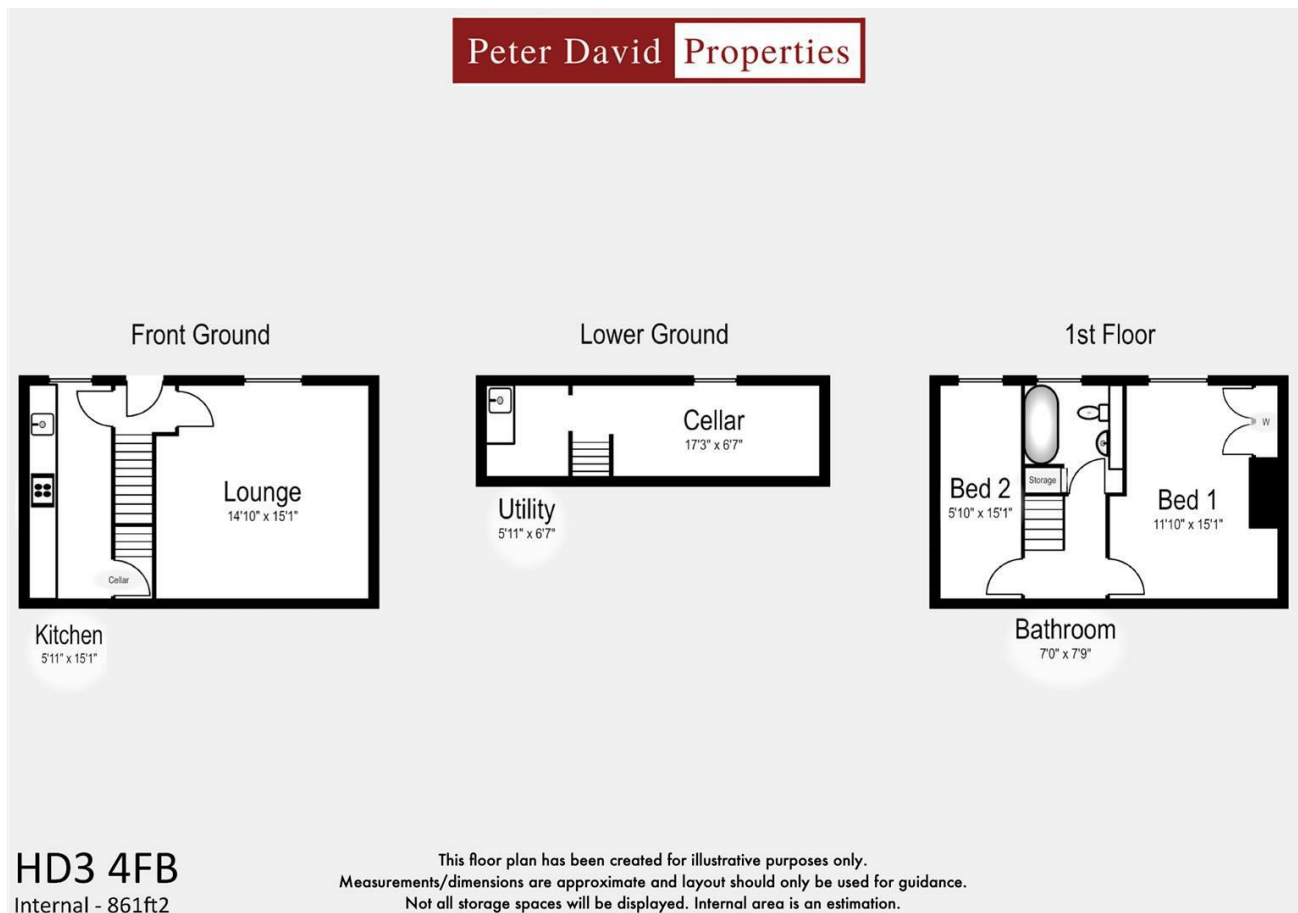 Peter David Properties
Front Ground
Lower Ground
1st Floor
Lounge
14'10" x 15'1"
Cellar
Kitchen
5'11" x 15'1"
Cellar
17'3" x 6'7"
Utility
5'11" x 6'7"
W
Storage
Bed 2
5'10" x 15'1"
Bed 1
11'10" x 15'1"
Bathroom
7'0" x 7'9"
HD3 4FB
Internal - 861ft2
This floor plan has been created for illustrative purposes only.
Measurements/dimensions are approximate and layout should only be used for guidance.
Not all storage spaces will be displayed. Internal area is an estimation.